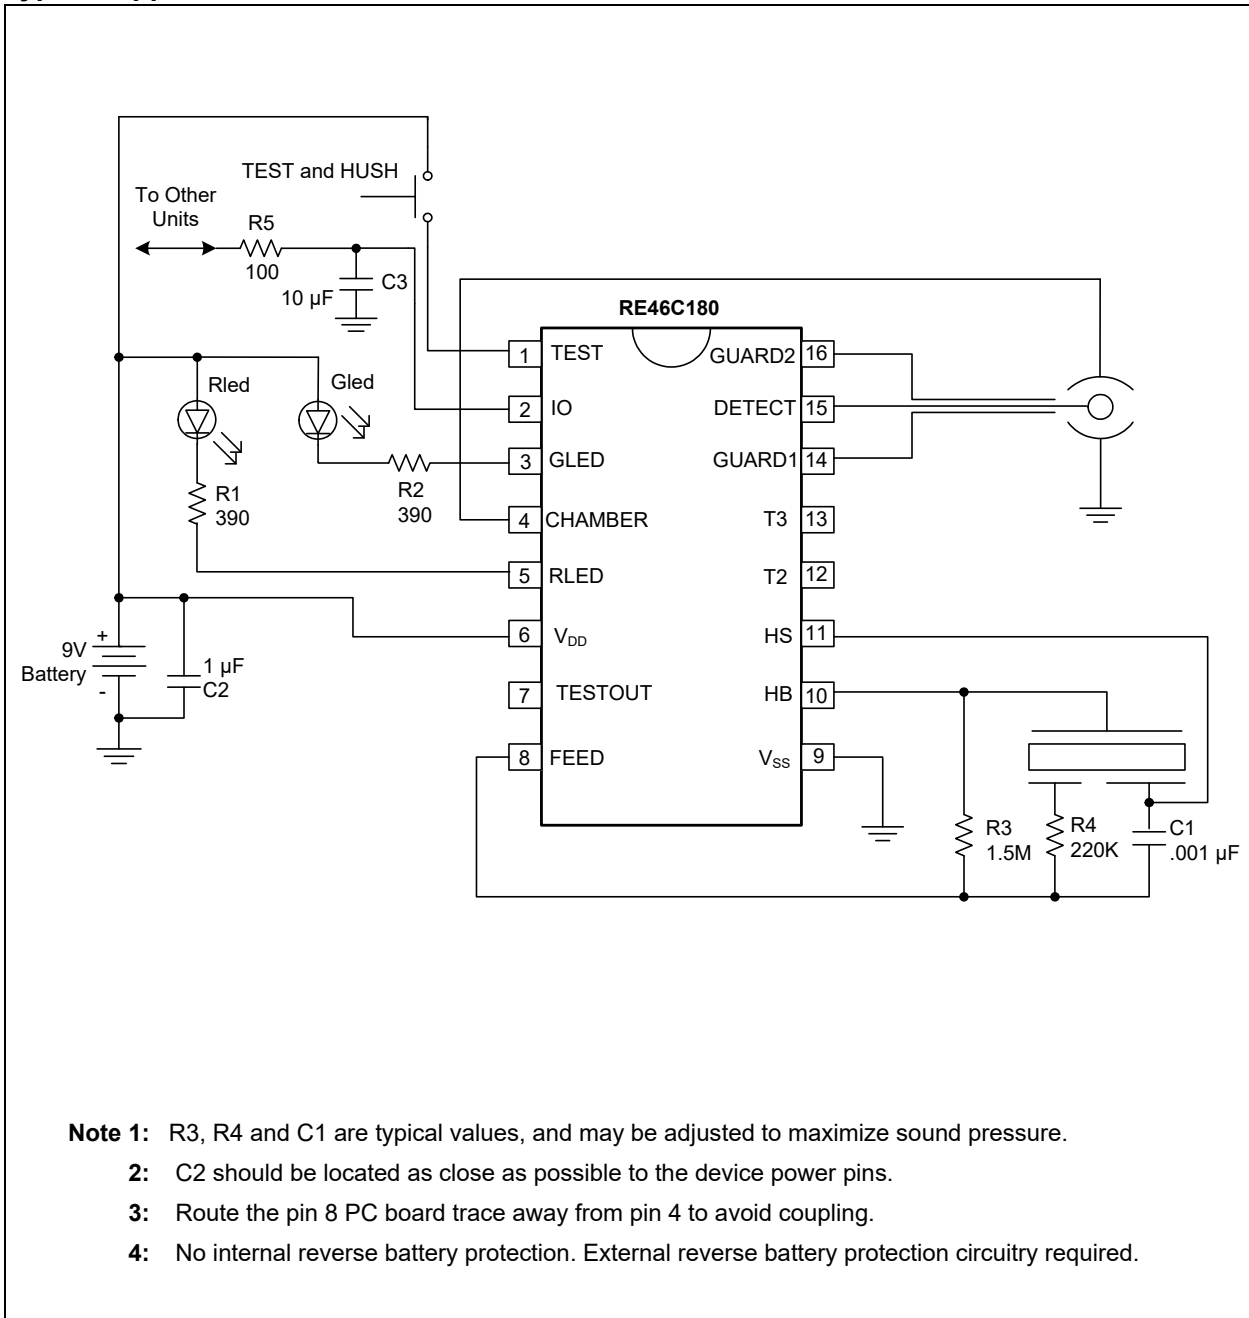 TEST and HUSH
To Other
Units
R5
100
10 µF
C3
RE46C180
1 TEST
2 IO
3 GLED
4 CHAMBER
5 RLED
6 VDD
7 TESTOUT
8 FEED
GUARD2 16
DETECT 15
GUARD1 14
T3 13
T2 12
HS 11
HB 10
VSS 9
Rled
Gled
R1
390
R2
390
+
9V
Battery
-
1 µF
C2
R3
1.5M
R4
220K
C1
.001 µF
Note 1: R3, R4 and C1 are typical values, and may be adjusted to maximize sound pressure.
2: C2 should be located as close as possible to the device power pins.
3: Route the pin 8 PC board trace away from pin 4 to avoid coupling.
4: No internal reverse battery protection. External reverse battery protection circuitry required.